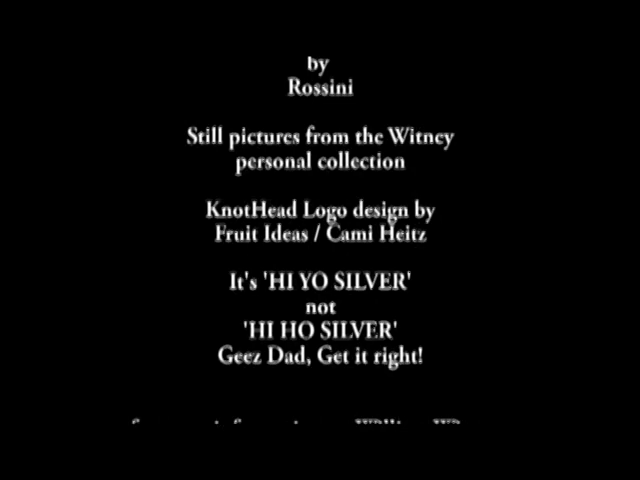 by
Rossini
Still pictures from the Witney
personal collection
KnotHead Logo design by
Fruit Ideas / Cami Heitz
It's 'HI YO SILVER'
not
'HI HO SILVER'
Geez Dad, Get it right!